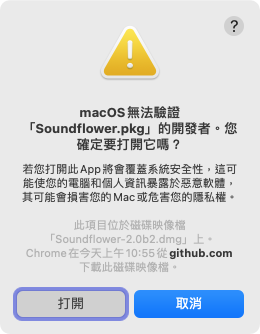 ?
macOS 無法驗證
「Soundflower.pkg」的開發者。您
確定要打開它嗎？
若您打開此 App 將會覆蓋系統安全性，這可
能使您的電腦和個人資訊暴露於惡意軟體，
其可能會損害您的 Mac 或危害您的隱私權。
此項目位於磁碟映像檔
「Soundflower-2.0b2.dmg」上。
Chrome 在今天上午10:55 從 github.com
下載此磁碟映像檔。
打開
取消